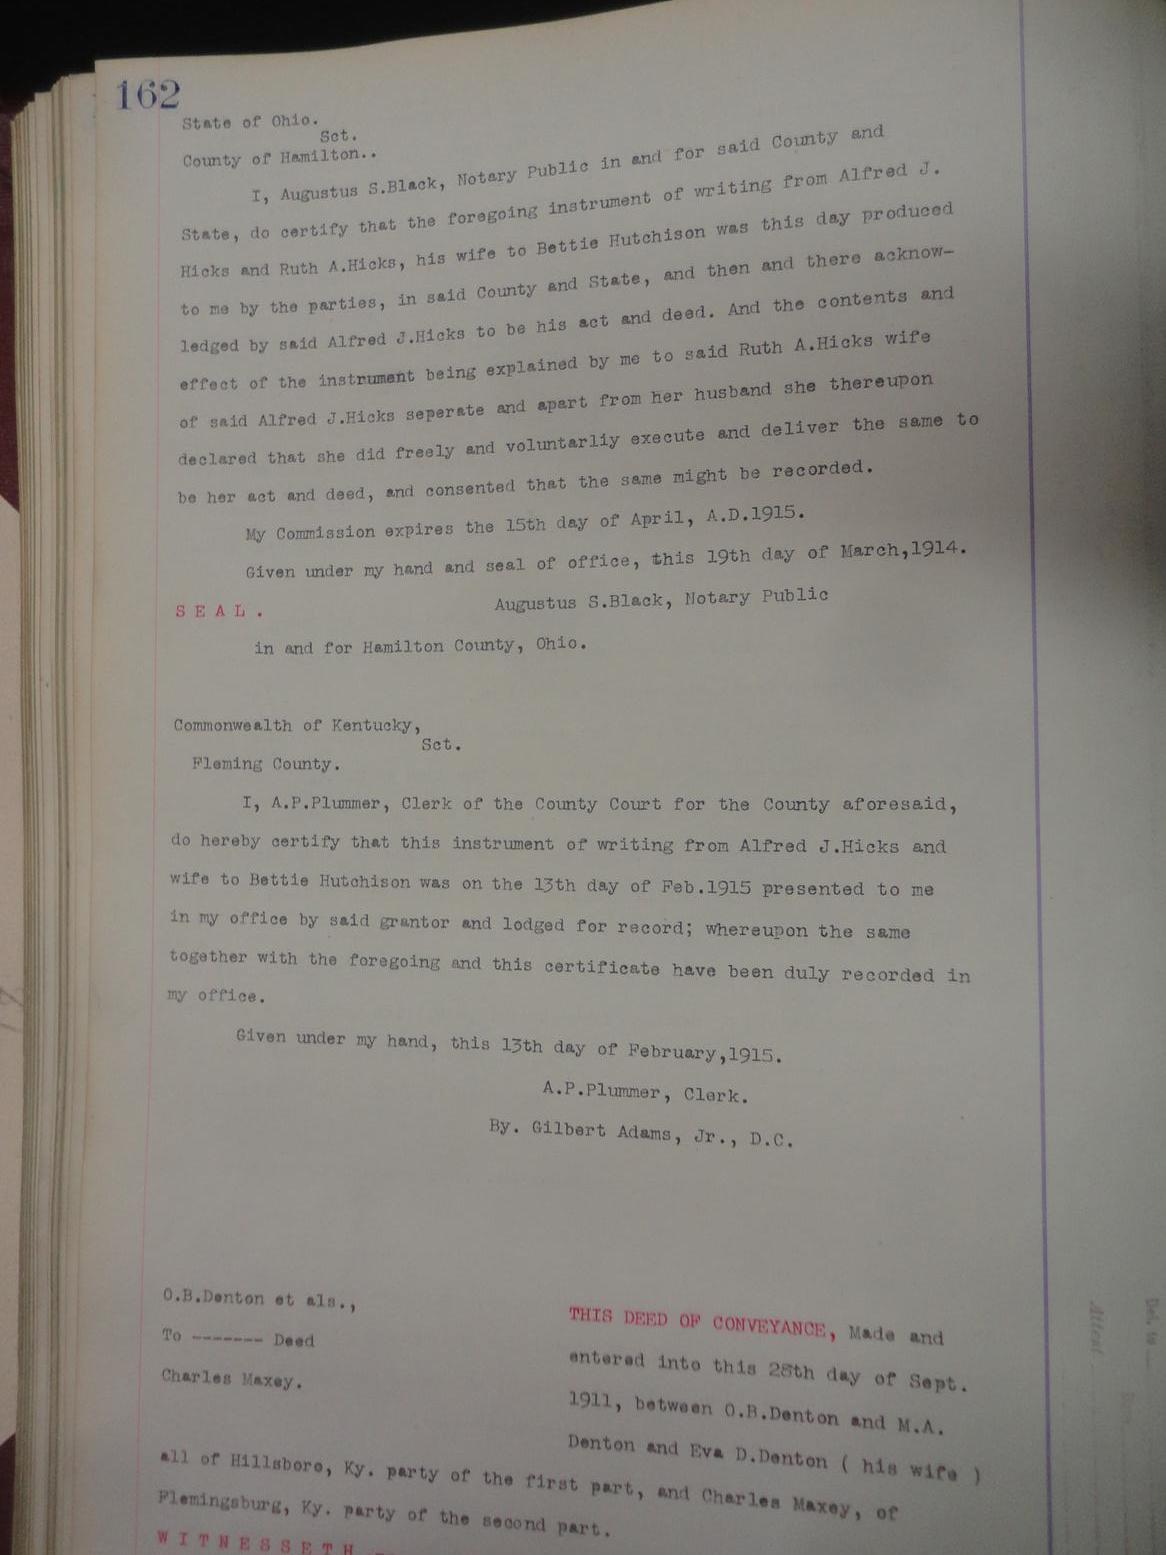 162
State of Ohio.
Sct.
County of Hamilton..
I, Augustus S.Black, Notary Public in and for said County and
State, do certify that the foregoing instrument of writing from Alfred J.
Hicks and Ruth A.Hicks, his wife to Bettie Hutchison was this day produced
to me by the parties, in said County and State, and then and there acknow-
ledged by said Alfred J.Hicks to be his act and deed. And the contents and
effect of the instrument being explained by me to said Ruth A.Hicks wife
of said Alfred J.Hicks seperate and apart from her husband she thereupon
declared that she did freely and voluntarliy execute and deliver the same to
be her act and deed, and consented that the same might be recorded.
My Commission expires the 15th day of April, A.D.1915.
Given under my hand and seal of office, this 19th day of March,1914.
S E A L .
Augustus S.Black, Notary Public
in and for Hamilton County, Ohio.
Commonwealth of Kentucky,
Sct.
Fleming County.
I, A.P.Plummer, Clerk of the County Court for the County aforesaid,
do hereby certify that this instrument of writing from Alfred J.Hicks and
wife to Bettie Hutchison was on the 13th day of Feb.1915 presented to me
in my office by said grantor and lodged for record; whereupon the same
together with the foregoing and this certificate have been duly recorded in
my office.
Given under my hand, this 13th day of February,1915.
A.P.Plummer, Clerk.
By. Gilbert Adams, Jr., D.C.
O.B.Denton et als.,
To ------- Deed
Charles Maxey.
THIS DEED OF CONVEYANCE, Made and
entered into this 28th day of Sept.
1911, between O.B.Denton and M.A.
Denton and Eva D.Denton ( his wife )
all of Hillsboro, Ky. party of the first part, and Charles Maxey, of
Flemingsburg, Ky. party of the second part.
W I T N E S S E T H
Attest